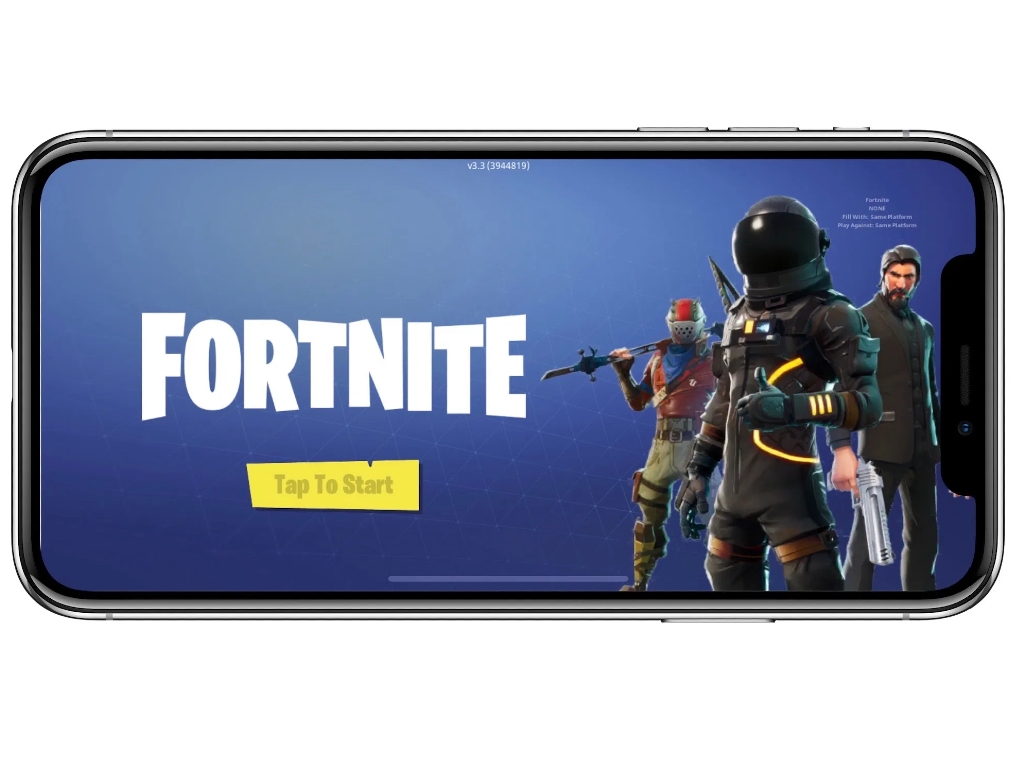 v3.3 (3944819)
Fortnite
NONE
Fill With: Same Platform
Play Against: Same Platform
FORTNITE
Tap To Start